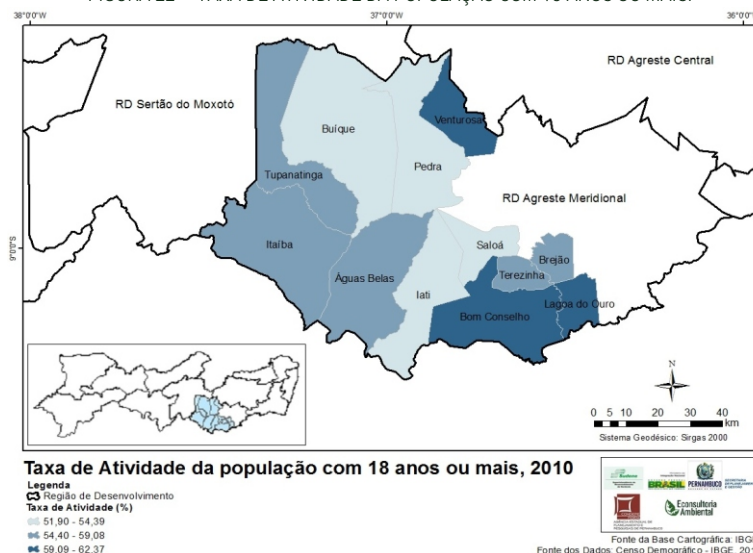 38°0'0"W 37°0'0"W 36°0'0"W
RD Agreste Central
RD Sertão do Moxotó
Venturosa
Buíque
Pedra
Tupanatinga
RD Agreste Meridional
9°0'0"S
Itaíba
Saloá
Brejão
Águas Belas
Terezinha
Iati
Lagoa do Ouro
Bom Conselho
N
0 5 10 20 30 40
km
Sistema Geodésico: Sirgas 2000
Taxa de Atividade da população com 18 anos ou mais, 2010
Legenda
Região de Desenvolvimento
Taxa de Atividade (%)
51,90 - 54,39
54,40 - 59,08
59,09 - 62,37
BRASIL
PERNAMBUCO
Econsultoria
Ambiental
Fonte da Base Cartográfica: IBG
Fonte dos Dados: Censo Demográfico - IBGE, 201